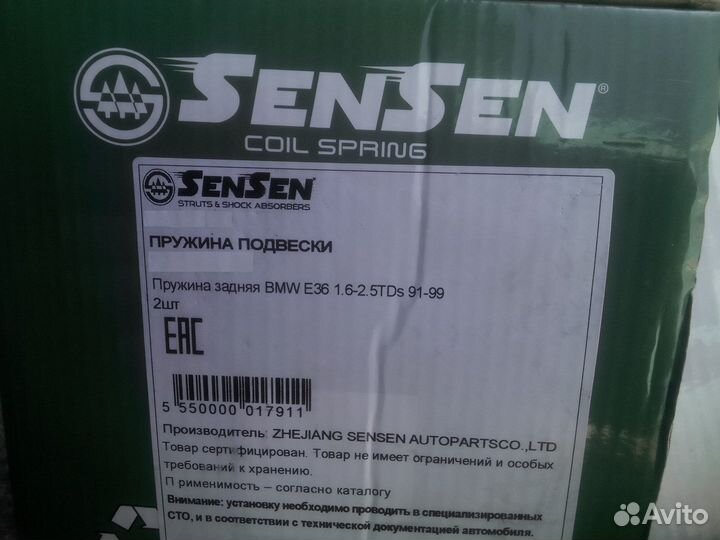 SENSEN®
COIL SPRING
SENSEN®
STRUTS & SHOCK ABSORBERS
ПРУЖИНА ПОДВЕСКИ
Пружина задняя BMW E36 1.6-2.5TDs 91-99
2шт
EAC
5 550000 017911
Производитель: ZHEJIANG SENSEN AUTOPARTSCO.,LTD
Товар сертифицирован. Товар не имеет ограничений и особых
требований к хранению.
П рименимость – согласно каталогу
Внимание: установку необходимо проводить в специализированных
СТО, и в соответствии с технической документацией автомобиля.
Avito